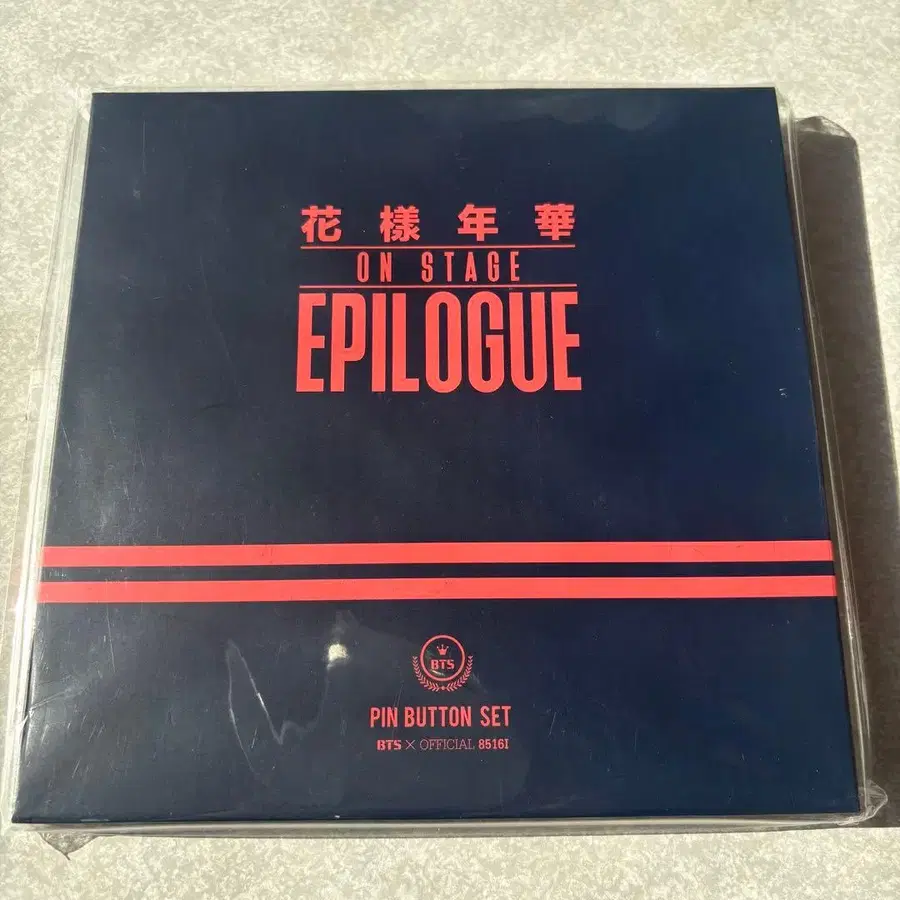 花樣年華
ON STAGE
EPILOGUE
BTS
PIN BUTTON SET
BTS × OFFICIAL 8516I